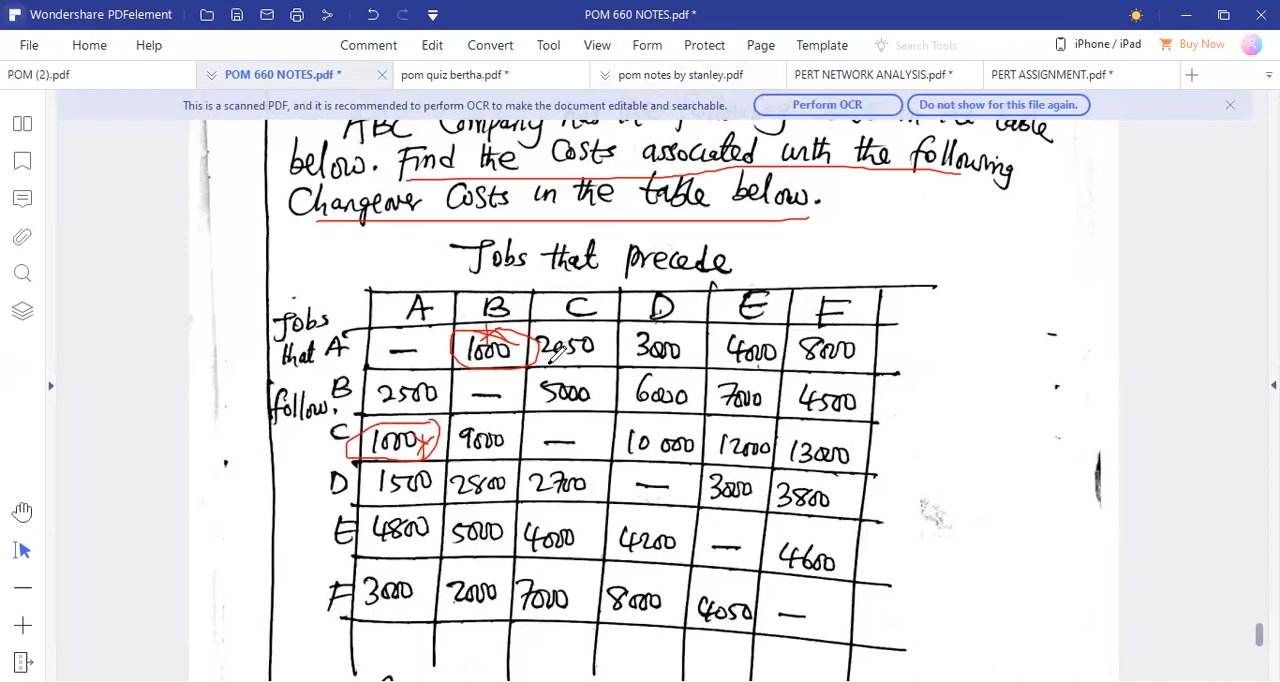 Wondershare PDFelement
POM 660 NOTES.pdf *
File Home Help Comment Edit Convert Tool View Form Protect Page Template Search Tools iPhone / iPad Buy Now
POM (2).pdf POM 660 NOTES.pdf * pom quiz bertha.pdf * pom notes by stanley.pdf PERT NETWORK ANALYSIS.pdf * PERT ASSIGNMENT.pdf *
This is a scanned PDF, and it is recommended to perform OCR to make the document editable and searchable. Perform OCR Do not show for this file again.
ABC Company has the following in the table
below. Find the Costs associated with the following
Changeover Costs in the table below.
Jobs that precede
A B C D E F
Jobs that follow.
A — 1000 2050 3000 4000 8000
B 2500 — 5000 6000 7000 4500
C 1000 9000 — 10 000 12000 13000
D 1500 2800 2700 — 3000 3800
E 4800 5000 4000 4200 — 4600
F 3000 2000 7000 8000 4050 —